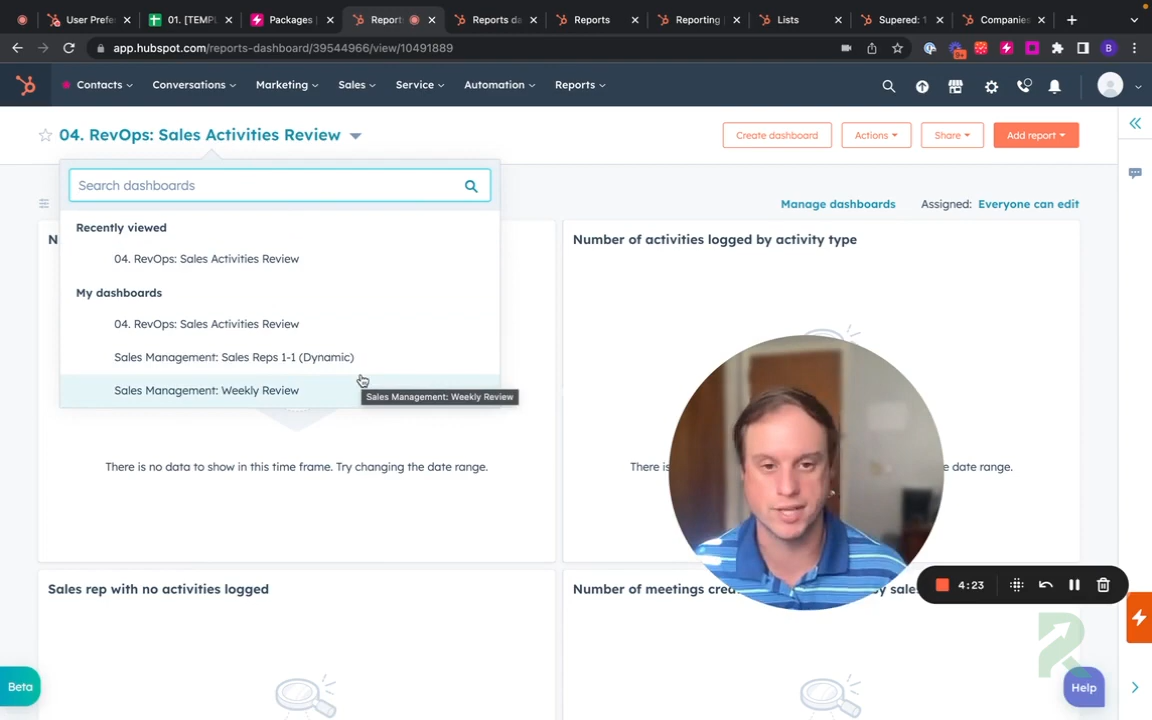 User Prefer
01. [TEMPL
Packages |
Report:
Reports da
Reports
Reporting |
Lists
Supered: 1
Companies
app.hubspot.com/reports-dashboard/39544966/view/10491889
9+
B
Contacts
Conversations
Marketing
Sales
Service
Automation
Reports
04. RevOps: Sales Activities Review
Create dashboard
Actions
Share
Add report
Search dashboards
Recently viewed
04. RevOps: Sales Activities Review
My dashboards
04. RevOps: Sales Activities Review
Sales Management: Sales Reps 1-1 (Dynamic)
Sales Management: Weekly Review
Sales Management: Weekly Review
Manage dashboards
Assigned: Everyone can edit
N
Number of activities logged by activity type
There is no data to show in this time frame. Try changing the date range.
There is
e date range.
Sales rep with no activities logged
Number of meetings crea
y sale
4:23
Beta
Help